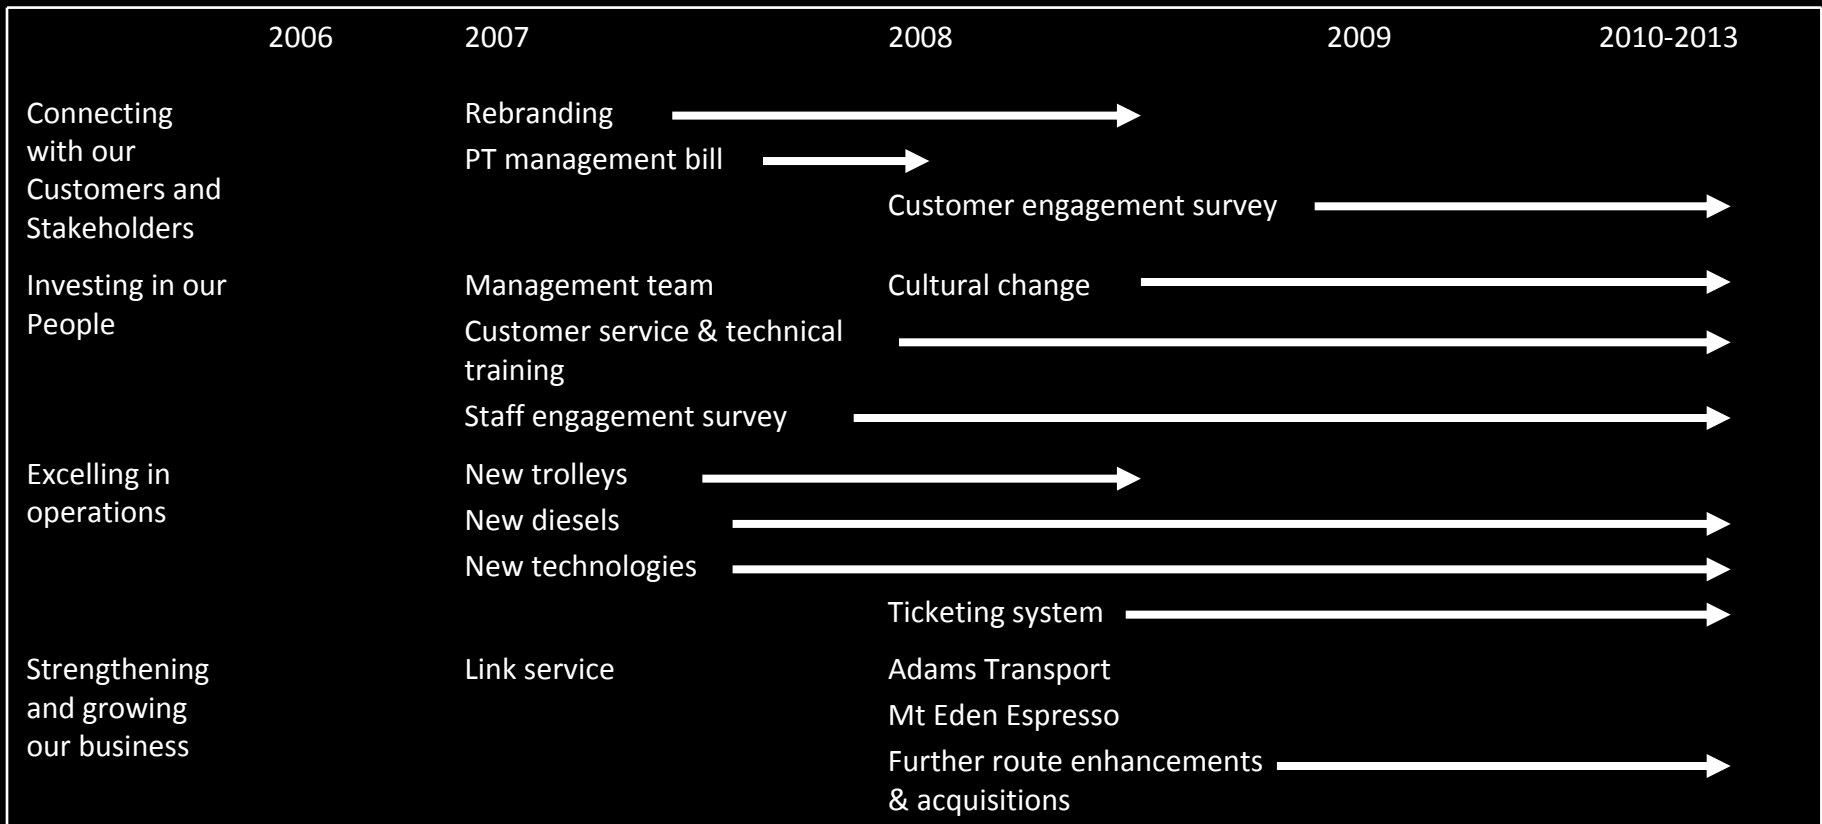 2006 2007 2008 2009 2010-2013
Connecting
with our
Customers and
Stakeholders
Rebranding
PT management bill
Customer engagement survey
Investing in our
People
Management team
Cultural change
Customer service & technical
training
Staff engagement survey
Excelling in
operations
New trolleys
New diesels
New technologies
Ticketing system
Strengthening
and growing
our business
Link service
Adams Transport
Mt Eden Espresso
Further route enhancements
& acquisitions